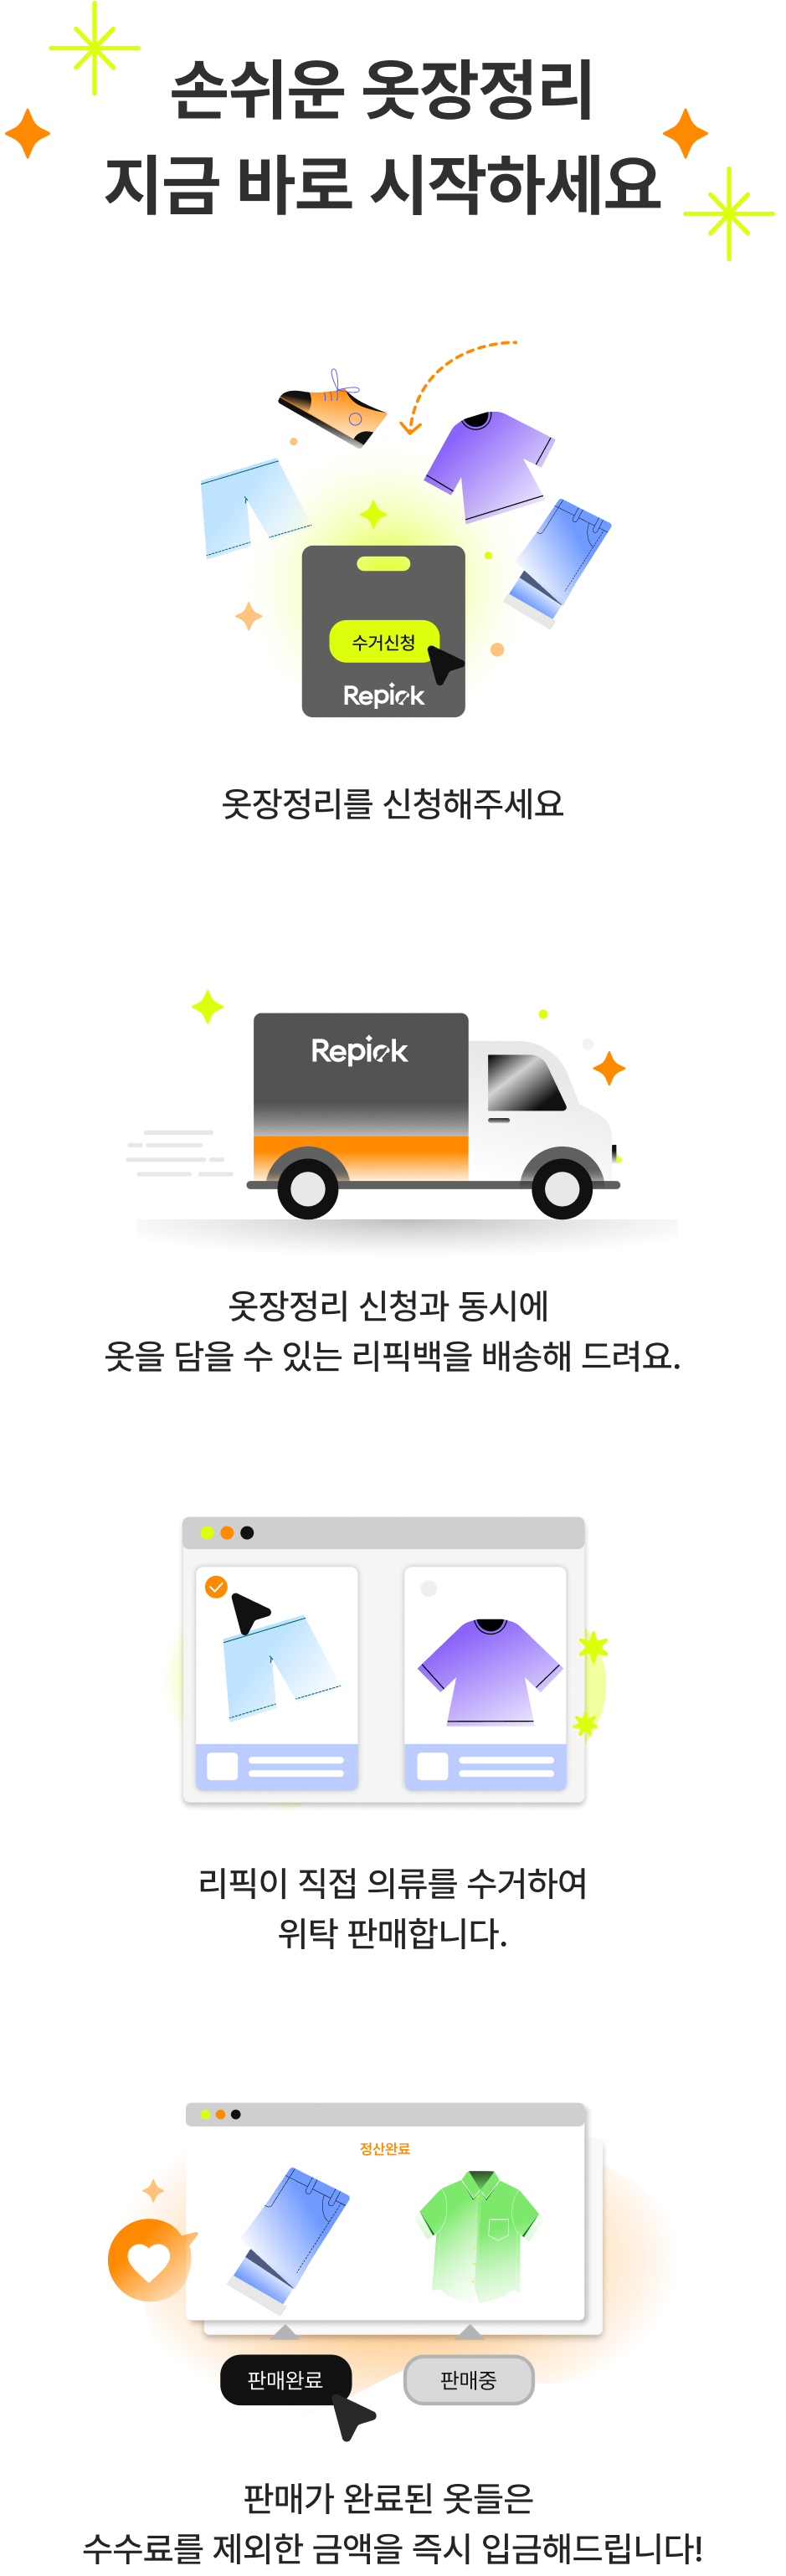 손쉬운 옷장정리
지금 바로 시작하세요
수거신청
Repick
옷장정리를 신청해주세요
Repick
옷장정리 신청과 동시에
옷을 담을 수 있는 리픽백을 배송해 드려요.
리픽이 직접 의류를 수거하여
위탁 판매합니다.
정산완료
판매완료
판매중
판매가 완료된 옷들은
수수료를 제외한 금액을 즉시 입금해드립니다!